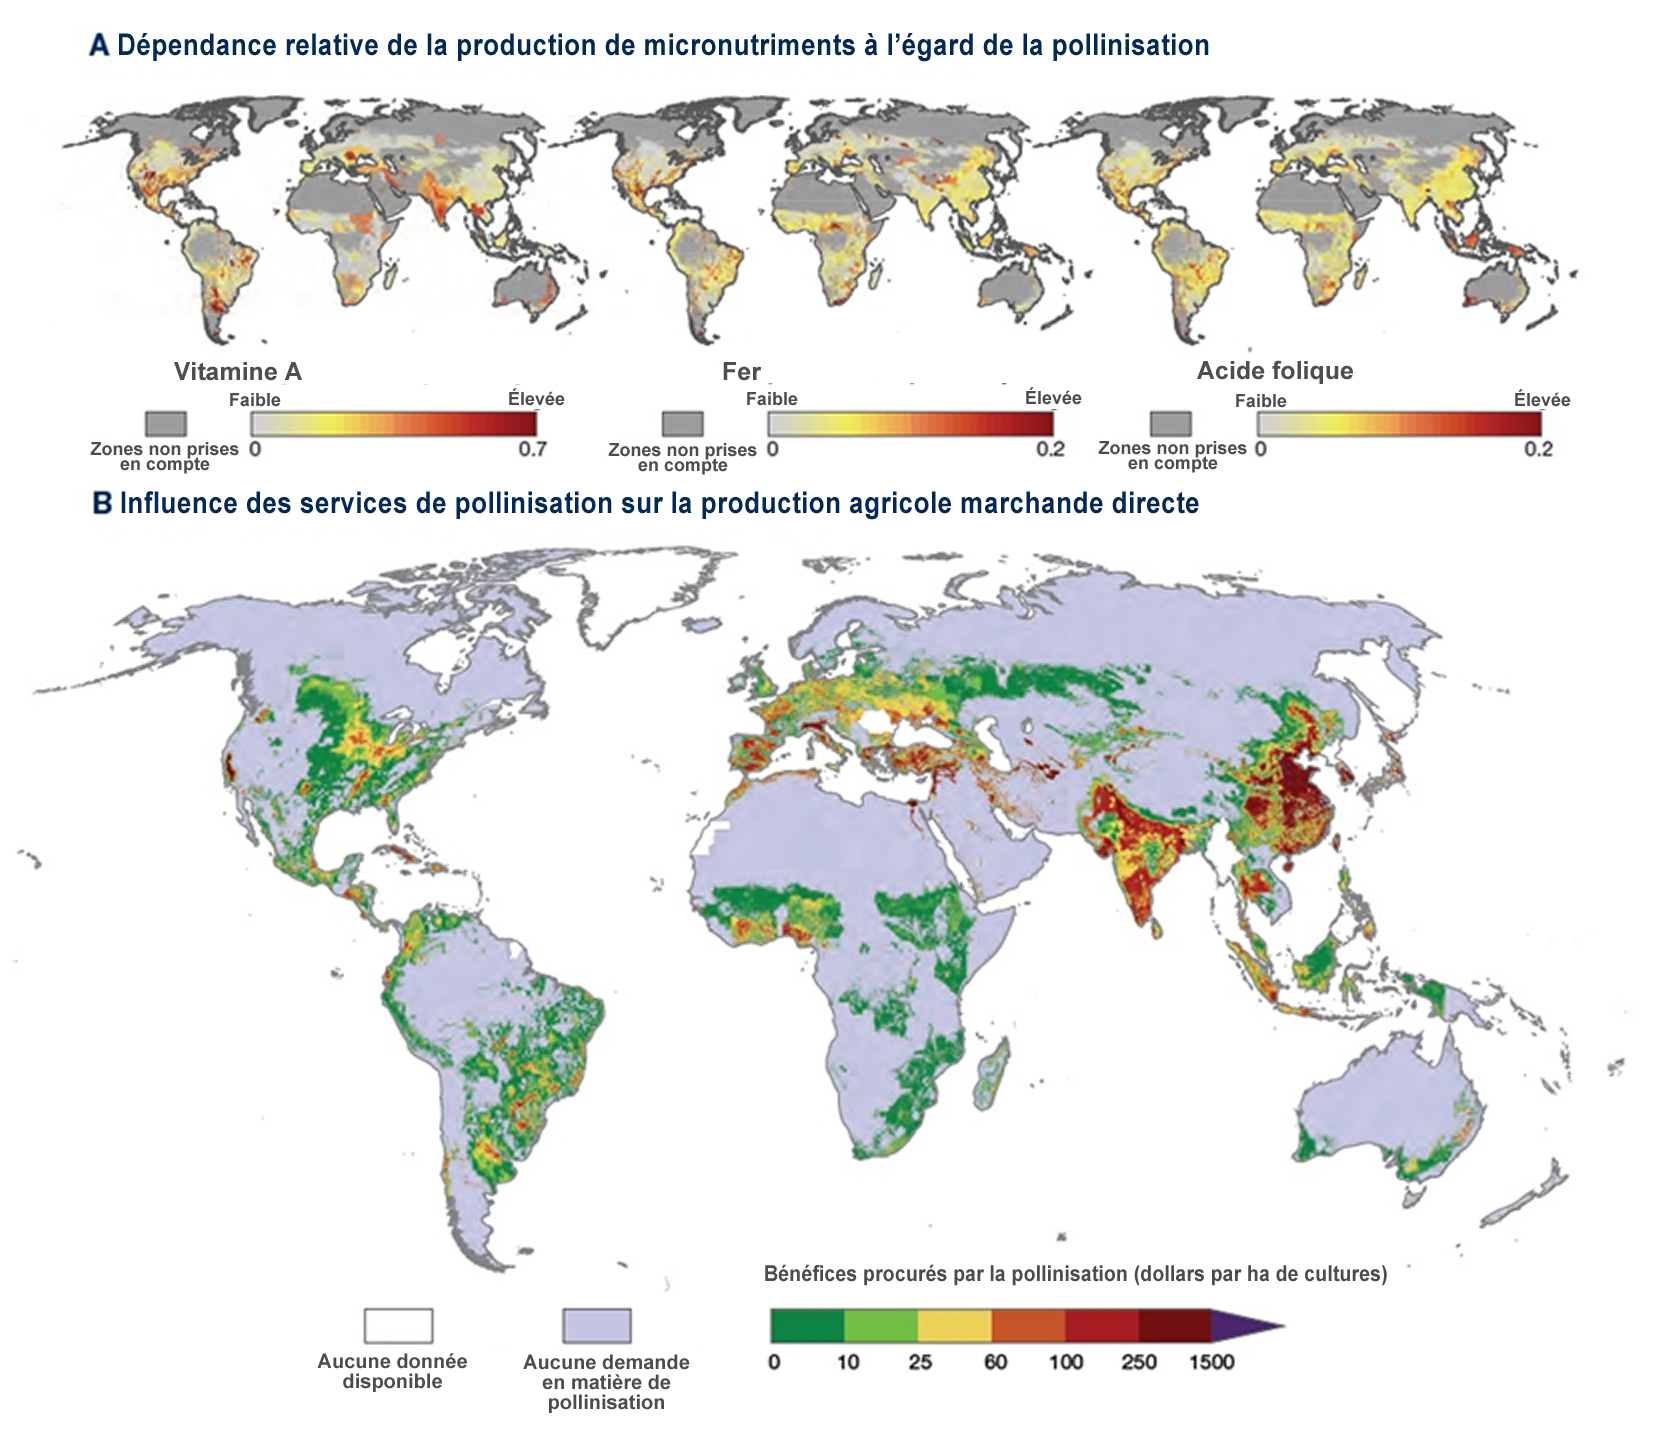 A Dépendance relative de la production de micronutriments à l'égard de la pollinisation
Vitamine A
Faible
Élevée
Zones non prises
en compte
0
0.7
Fer
Faible
Élevée
Zones non prises
en compte
0
0.2
Acide folique
Faible
Élevée
Zones non prises
en compte
0
0.2
B Influence des services de pollinisation sur la production agricole marchande directe
Bénéfices procurés par la pollinisation (dollars par ha de cultures)
0 10 25 60 100 250 1500
Aucune donnée
disponible
Aucune demande
en matière de
pollinisation